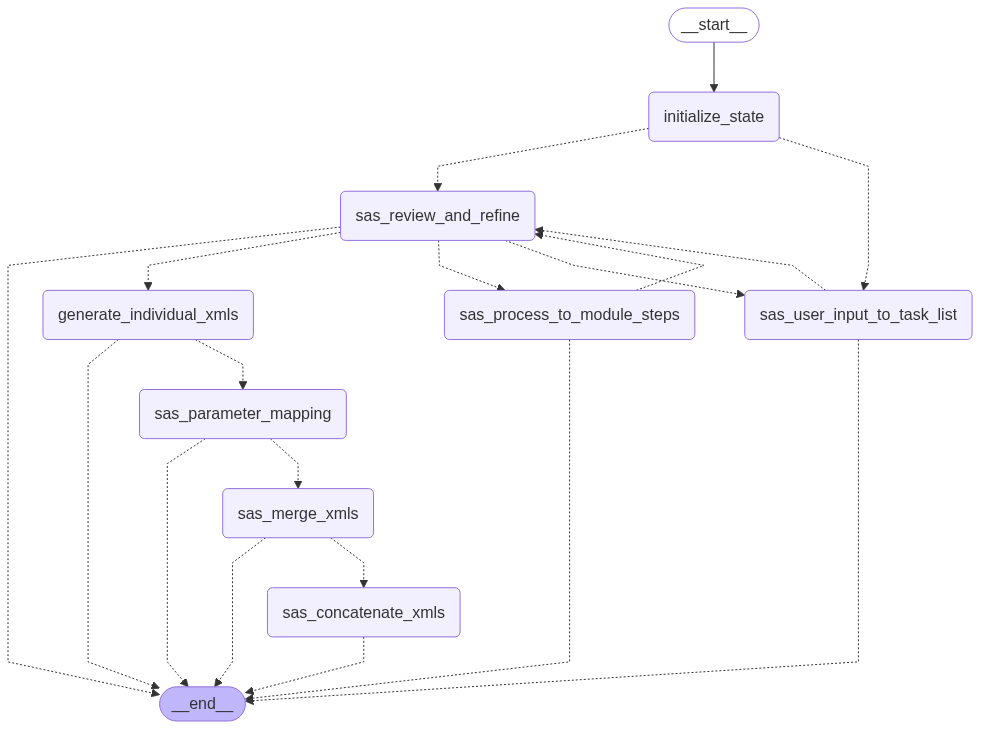 __start__
initialize_state
sas_review_and_refine
generate_individual_xmls
sas_process_to_module_steps
sas_user_input_to_task_list
sas_parameter_mapping
sas_merge_xmls
sas_concatenate_xmls
__end__